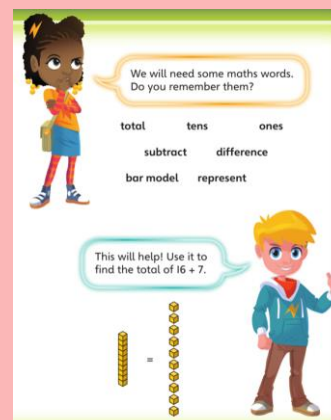 We will need some maths words.
Do you remember them?
total tens ones
subtract difference
bar model represent
This will help! Use it to
find the total of 16 + 7.
=